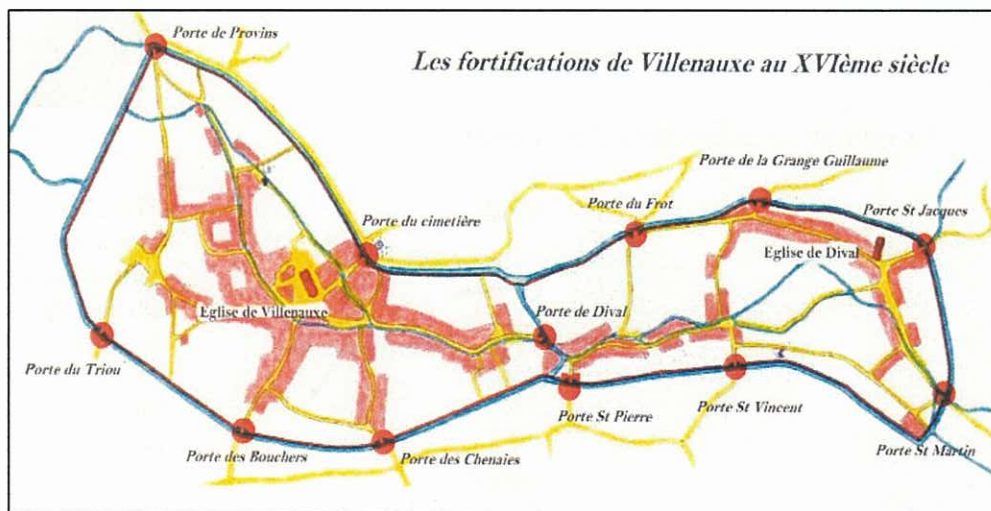 Porte de Provins
Les fortifications de Villenauxe au XVIème siècle
Porte de la Grange Guillaume
Porte du cimetière
Porte du Frot
Porte St Jacques
Eglise de Dival
Eglise de Villenauxe
Porte de Dival
Porte du Triou
Porte St Pierre
Porte St Vincent
Porte des Bouchers
Porte des Chenaies
Porte St Martin